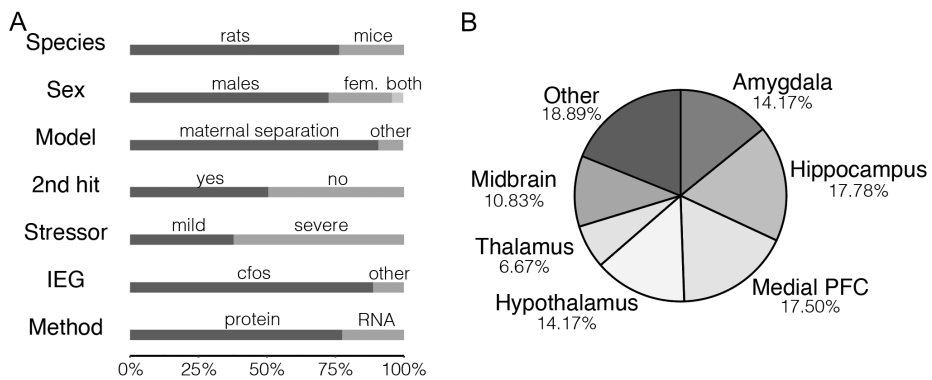 A
Species
rats mice
Sex
males fem. both
Model
maternal separation other
2nd hit
yes no
Stressor
mild severe
IEG
cfos other
Method
protein RNA
0% 25% 50% 75% 100%
B
Amygdala
14.17%
Hippocampus
17.78%
Medial PFC
17.50%
Hypothalamus
14.17%
Thalamus
6.67%
Midbrain
10.83%
Other
18.89%